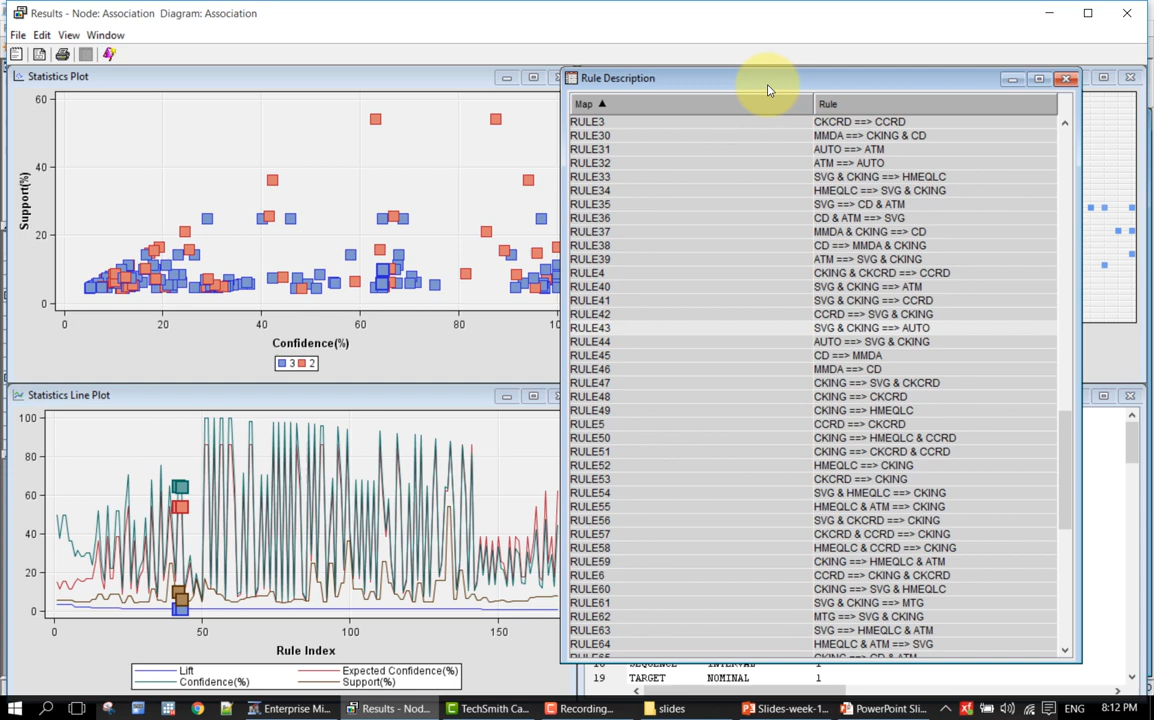 Results - Node: Association Diagram: Association
File Edit View Window
Statistics Plot
60
40
20
0
Support(%)
0 20 40 60 80
Confidence(%)
3 2
Statistics Line Plot
100
80
60
40
20
0
0 50 100 150
Rule Index
Lift Expected Confidence(%)
Confidence(%) Support(%)
Rule Description
Map Rule
RULE3 CKCRD ==> CCRD
RULE30 MMDA ==> CKING & CD
RULE31 AUTO ==> ATM
RULE32 ATM ==> AUTO
RULE33 SVG & CKING ==> HMEQLC
RULE34 HMEQLC ==> SVG & CKING
RULE35 SVG ==> CD & ATM
RULE36 CD & ATM ==> SVG
RULE37 MMDA & CKING ==> CD
RULE38 CD ==> MMDA & CKING
RULE39 ATM ==> SVG & CKING
RULE4 CKING & CKCRD ==> CCRD
RULE40 SVG & CKING ==> ATM
RULE41 SVG & CKING ==> CCRD
RULE42 CCRD ==> SVG & CKING
RULE43 SVG & CKING ==> AUTO
RULE44 AUTO ==> SVG & CKING
RULE45 CD ==> MMDA
RULE46 MMDA ==> CD
RULE47 CKING ==> SVG & CKCRD
RULE48 CKING ==> CKCRD
RULE49 CKING ==> HMEQLC
RULE5 CCRD ==> CKCRD
RULE50 CKING ==> HMEQLC & CCRD
RULE51 CKING ==> CKCRD & CCRD
RULE52 HMEQLC ==> CKING
RULE53 CKCRD ==> CKING
RULE54 SVG & HMEQLC ==> CKING
RULE55 HMEQLC & ATM ==> CKING
RULE56 SVG & CKCRD ==> CKING
RULE57 CKCRD & CCRD ==> CKING
RULE58 HMEQLC & CCRD ==> CKING
RULE59 CKING ==> HMEQLC & ATM
RULE6 CCRD ==> CKING & CKCRD
RULE60 CKING ==> SVG & HMEQLC
RULE61 SVG & CKING ==> MTG
RULE62 MTG ==> SVG & CKING
RULE63 SVG ==> HMEQLC & ATM
RULE64 HMEQLC & ATM ==> SVG
RULE65 CKING ==> CD & ATM
SEQUENCE INTERVAL 1
19 TARGET NOMINAL 1
Enterprise Mi... Results - Nod... TechSmith Ca... Recording... slides Slides-week-1... PowerPoint Sli... ENG 8:12 PM